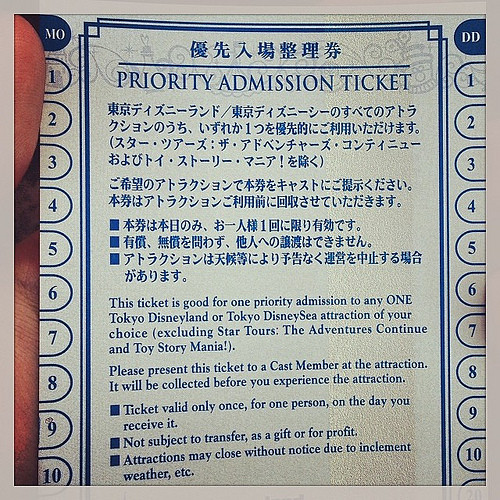 MO
DD
優先入場整理券
PRIORITY ADMISSION TICKET
東京ディズニーランド／東京ディズニーシーのすべてのアトラ
クションのうち、いずれか1つを優先的にご利用いただけます。
（スター・ツアーズ：ザ・アドベンチャーズ・コンティニュー
およびトイ・ストーリー・マニア！を除く）
ご希望のアトラクションで本券をキャストにご提示ください。
本券はアトラクションご利用前に回収させていただきます。
■ 本券は本日のみ、お一人様1回に限り有効です。
■ 有償、無償を問わず、他人への譲渡はできません。
■ アトラクションは天候等により予告なく運営を中止する場合
があります。
This ticket is good for one priority admission to any ONE
Tokyo Disneyland or Tokyo DisneySea attraction of your
choice (excluding Star Tours: The Adventures Continue
and Toy Story Mania!).
Please present this ticket to a Cast Member at the attraction.
It will be collected before you experience the attraction.
■ Ticket valid only once, for one person, on the day you
receive it.
■ Not subject to transfer, as a gift or for profit.
■ Attractions may close without notice due to inclement
weather, etc.
1
2
3
4
5
6
7
8
9
10
1
2
3
4
5
6
7
8
9
10